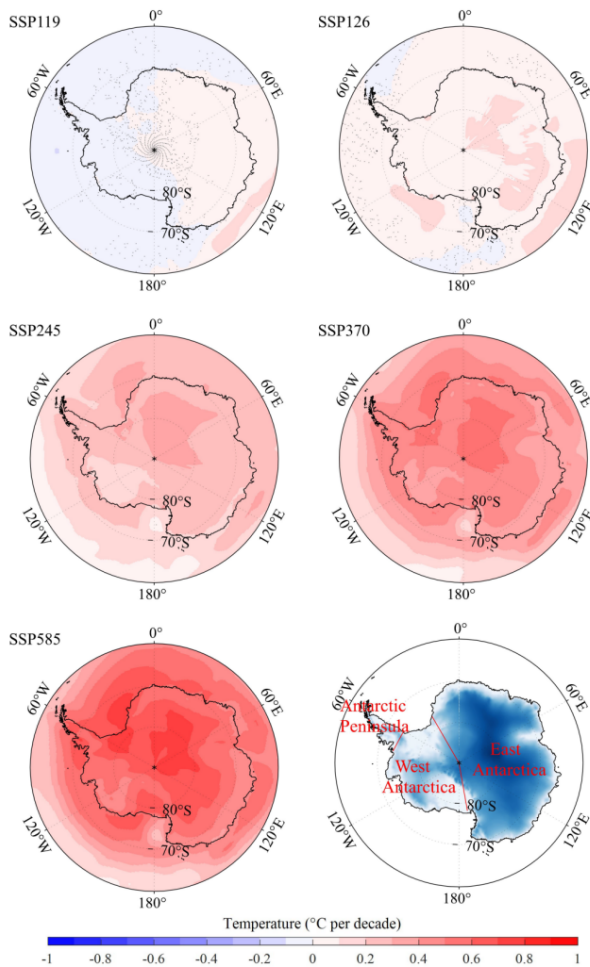 SSP119
0°
60°W
60°E
80°S
70°S
120°W
120°E
180°
SSP126
0°
60°W
60°E
80°S
70°S
120°W
120°E
180°
SSP245
0°
60°W
60°E
80°S
70°S
120°W
120°E
180°
SSP370
0°
60°W
60°E
80°S
70°S
120°W
120°E
180°
SSP585
0°
60°W
60°E
80°S
70°S
120°W
120°E
180°
0°
60°W
60°E
Antarctic
Peninsula
West
Antarctica
East
Antarctica
80°S
70°S
120°W
120°E
180°
Temperature (°C per decade)
-1 -0.8 -0.6 -0.4 -0.2 0 0.2 0.4 0.6 0.8 1